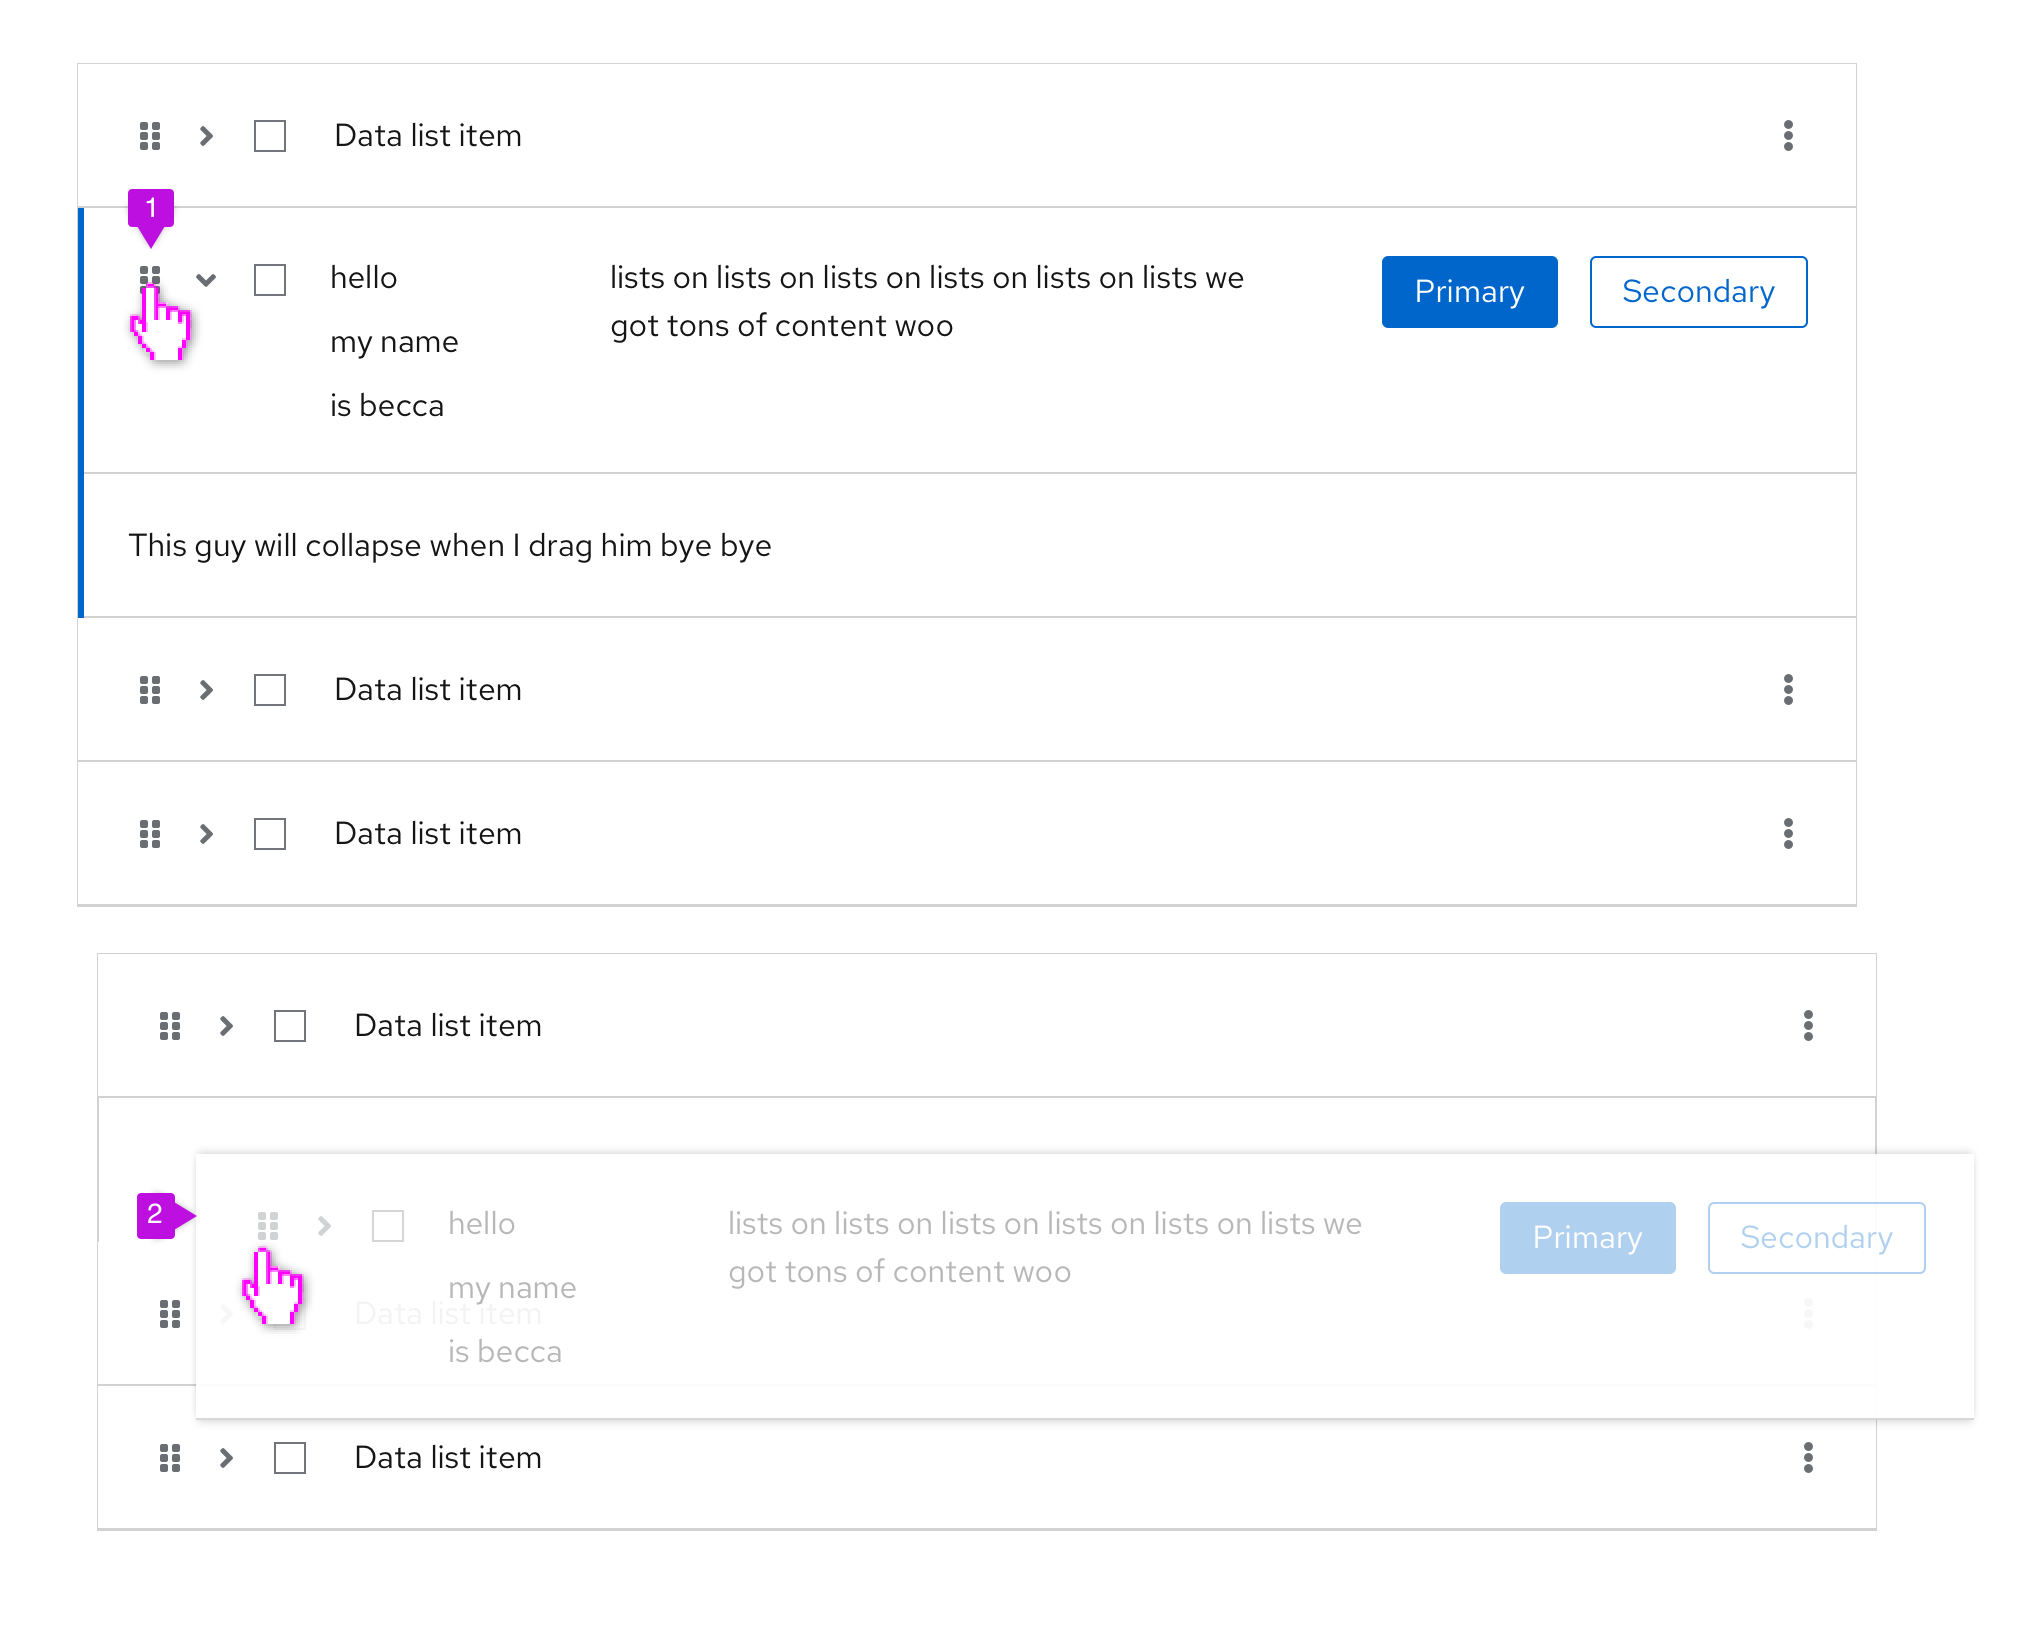 Data list item
1
hello
lists on lists on lists on lists on lists on lists we
got tons of content woo
Primary
Secondary
my name
is becca
This guy will collapse when I drag him bye bye
Data list item
Data list item
Data list item
2
hello
lists on lists on lists on lists on lists on lists we
got tons of content woo
Primary
Secondary
my name
Data list item
is becca
Data list item